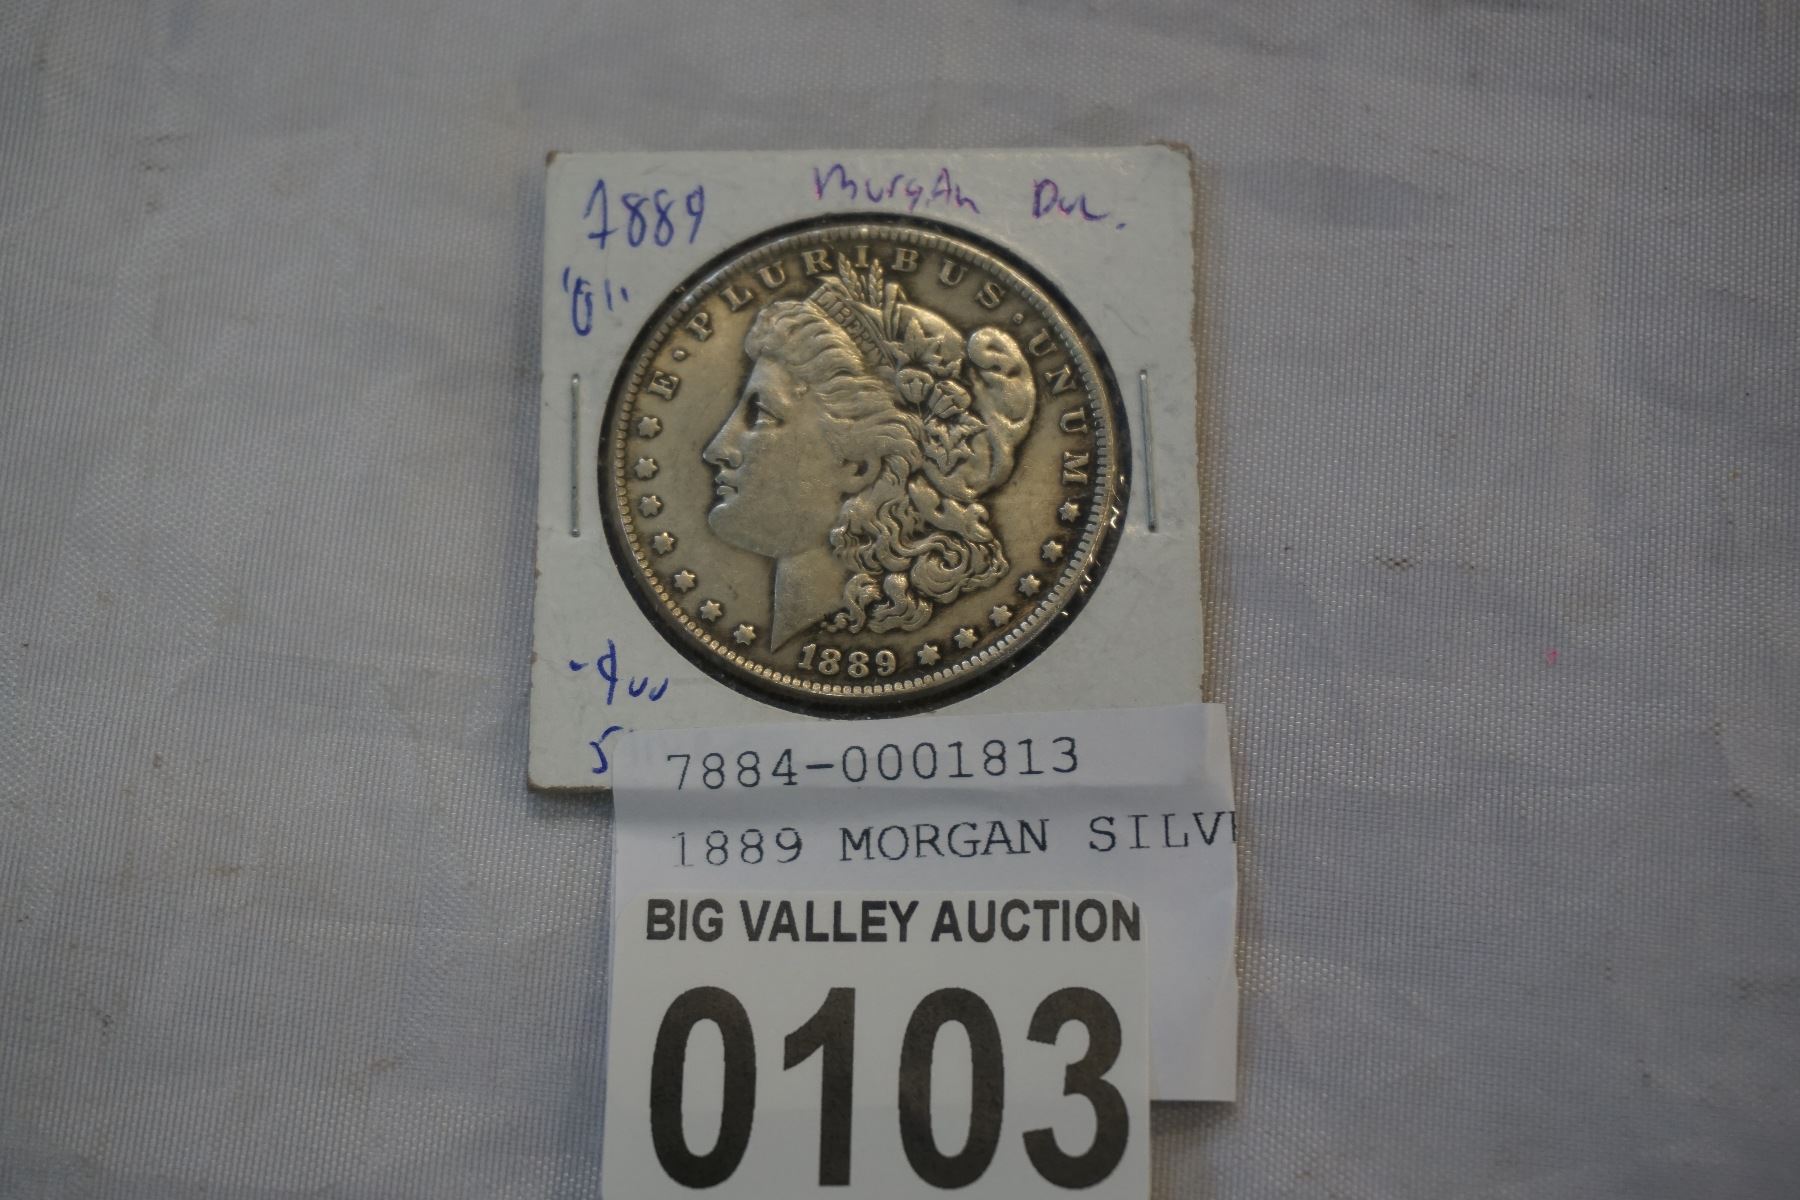 1889 Morgan Dol.
"O"
E·PLURIBUS·UNUM
LIBERTY
1889
7884-0001813
1889 MORGAN SILV
BIG VALLEY AUCTION
0103